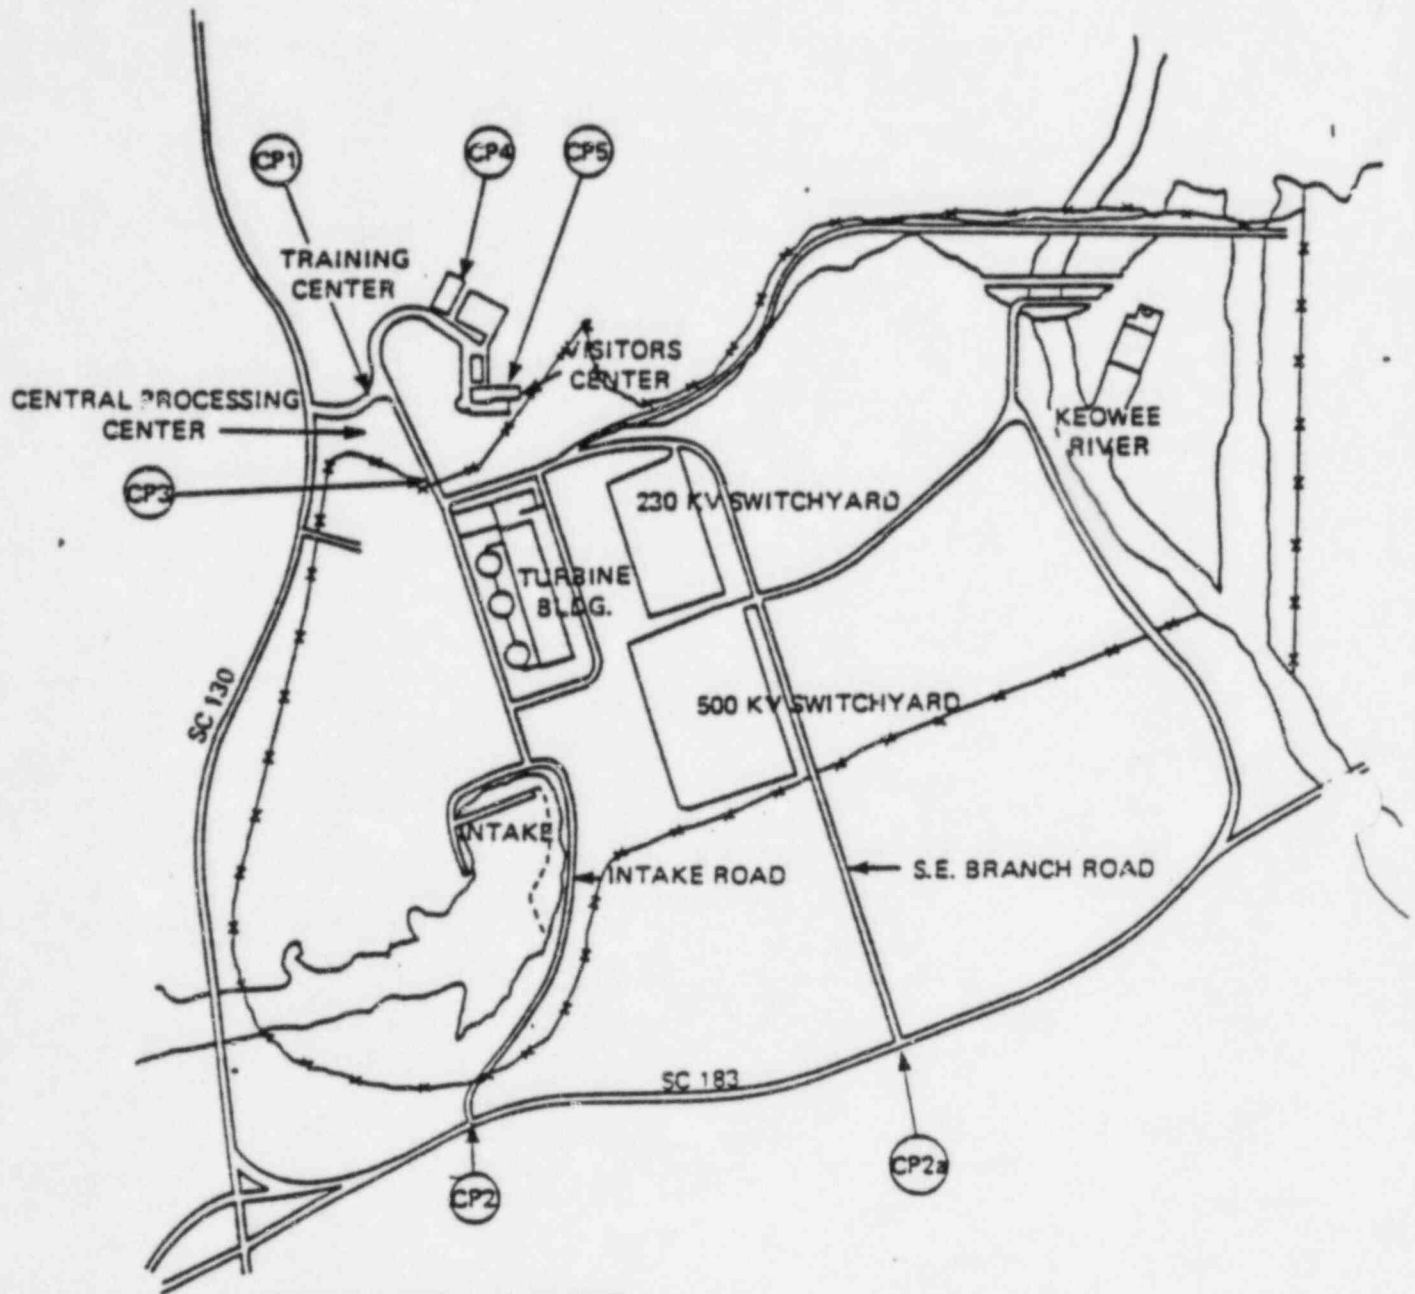 CP1
CP4
CP5
TRAINING
CENTER
VISITORS
CENTER
CENTRAL PROCESSING
CENTER
KEOWEE
RIVER
CP3
230 KV SWITCHYARD
TURBINE
BLDG.
SC 130
500 KV SWITCHYARD
INTAKE
INTAKE ROAD
S.E. BRANCH ROAD
SC 183
CP2a
CP2